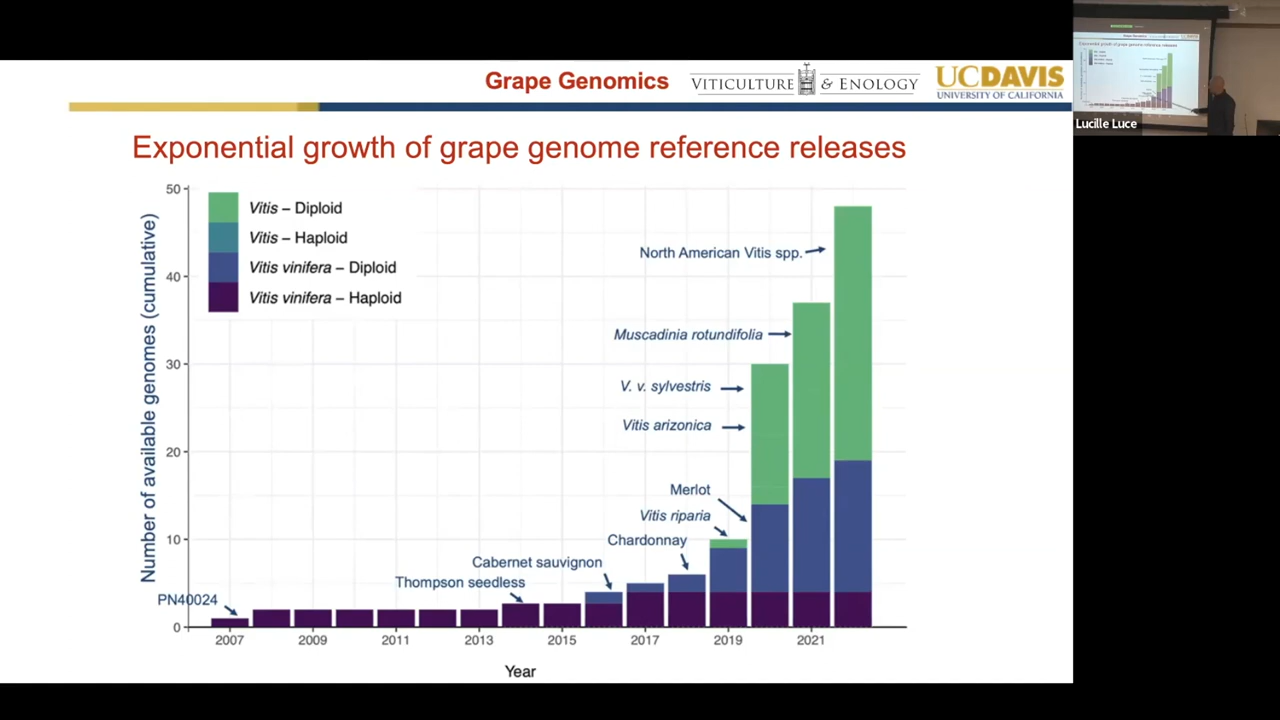 Grape Genomics
VITICULTURE & ENOLOGY
UC DAVIS
UNIVERSITY OF CALIFORNIA
Lucille Luce
Exponential growth of grape genome reference releases
Number of available genomes (cumulative)
50
40
30
20
10
0
Vitis – Diploid
Vitis – Haploid
Vitis vinifera – Diploid
Vitis vinifera – Haploid
North American Vitis spp.
Muscadinia rotundifolia
V. v. sylvestris
Vitis arizonica
Merlot
Vitis riparia
Chardonnay
Cabernet sauvignon
Thompson seedless
PN40024
2007
2009
2011
2013
2015
2017
2019
2021
Year